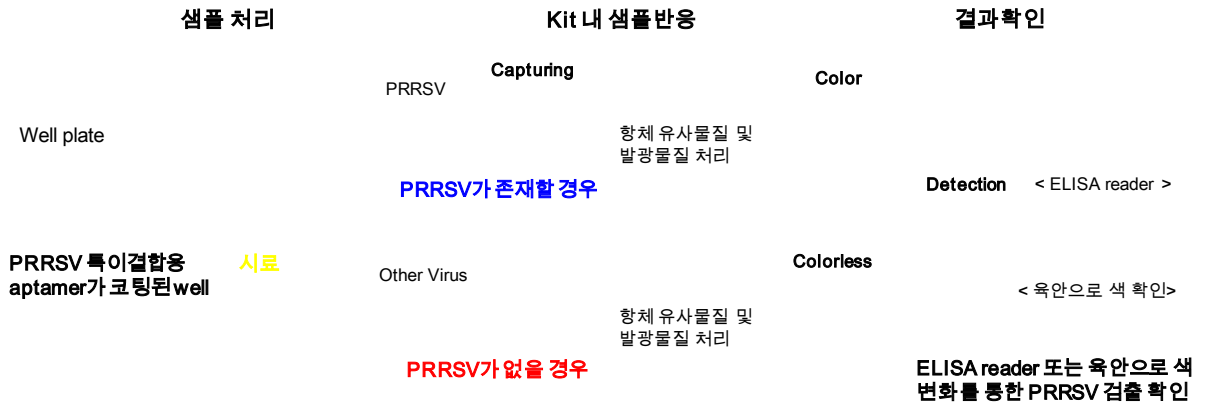 샘플 처리
Kit 내 샘플반응
결과확인
Capturing
PRRSV
Color
Well plate
항체 유사물질 및
발광물질 처리
PRRSV가 존재할 경우
Detection
< ELISA reader >
PRRSV 특이결합용
aptamer가 코팅된 well
시료
Other Virus
Colorless
< 육안으로 색 확인>
항체 유사물질 및
발광물질 처리
PRRSV가 없을 경우
ELISA reader 또는 육안으로 색
변화를 통한 PRRSV 검출 확인